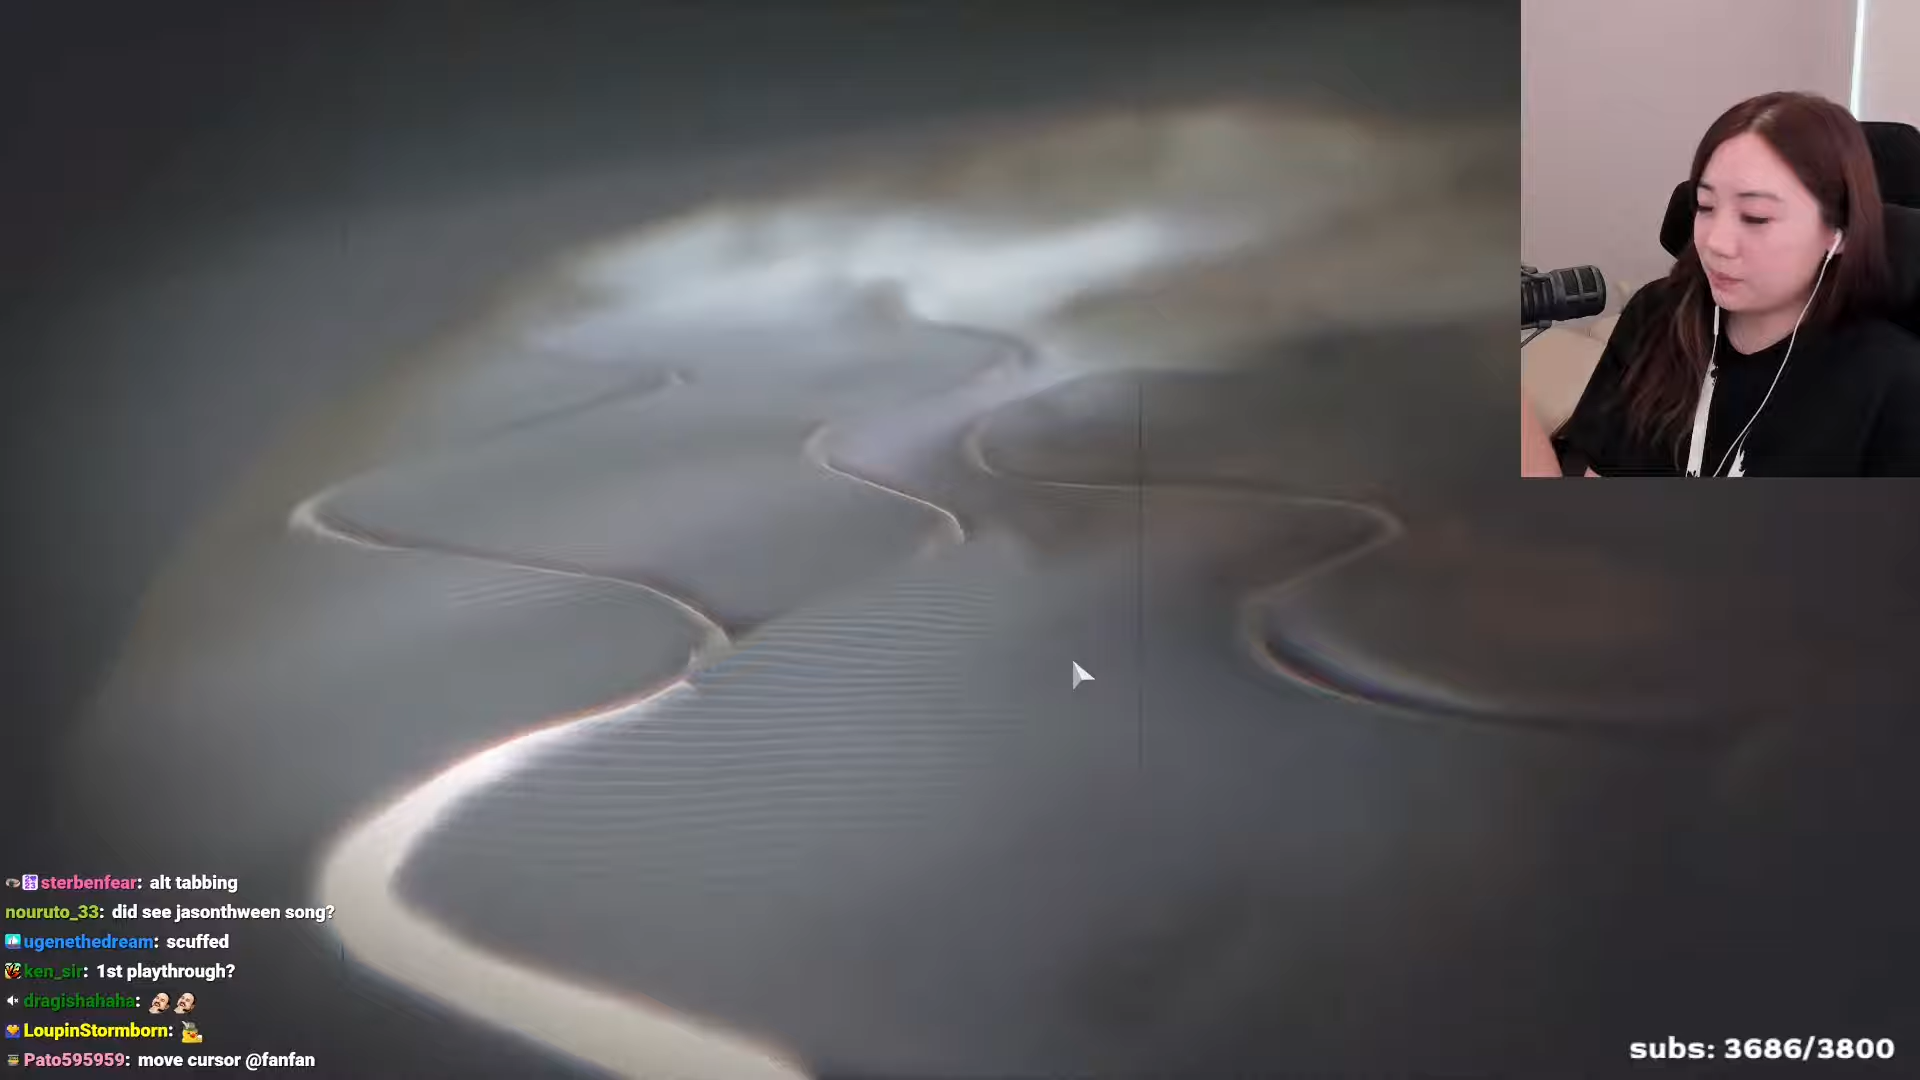 sterbenfear: alt tabbing
nouruto_33: did see jasonthween song?
ugenethedream: scuffed
ken_sir: 1st playthrough?
dragishahaha:
LoupinStormborn:
Pato595959: move cursor @fanfan
subs: 3686/3800